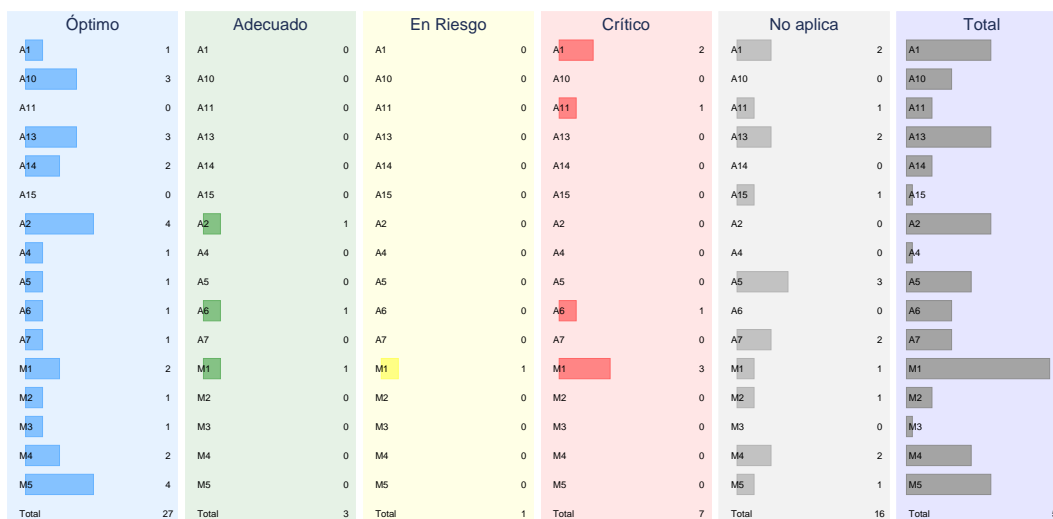 Óptimo Adecuado En Riesgo Crítico No aplica Total
A1 1 A1 0 A1 0 A1 2 A1 2 A1
A10 3 A10 0 A10 0 A10 0 A10 0 A10
A11 0 A11 0 A11 0 A11 1 A11 1 A11
A13 3 A13 0 A13 0 A13 0 A13 2 A13
A14 2 A14 0 A14 0 A14 0 A14 0 A14
A15 0 A15 0 A15 0 A15 0 A15 1 A15
A2 4 A2 1 A2 0 A2 0 A2 0 A2
A4 1 A4 0 A4 0 A4 0 A4 0 A4
A5 1 A5 0 A5 0 A5 0 A5 3 A5
A6 1 A6 1 A6 0 A6 1 A6 0 A6
A7 1 A7 0 A7 0 A7 0 A7 2 A7
M1 2 M1 1 M1 1 M1 3 M1 1 M1
M2 1 M2 0 M2 0 M2 0 M2 1 M2
M3 1 M3 0 M3 0 M3 0 M3 0 M3
M4 2 M4 0 M4 0 M4 0 M4 2 M4
M5 4 M5 0 M5 0 M5 0 M5 1 M5
Total 27 Total 3 Total 1 Total 7 Total 16 Total